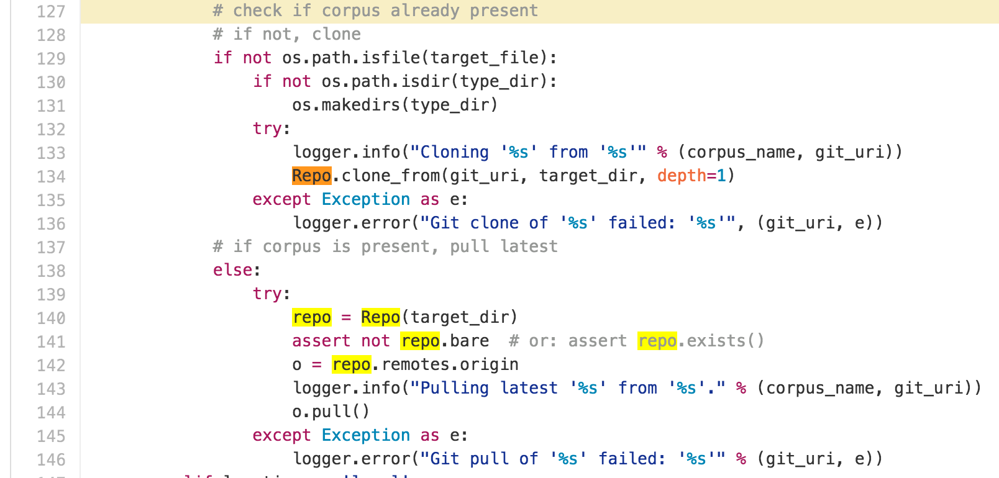 127 # check if corpus already present
128 # if not, clone
129 if not os.path.isfile(target_file):
130 if not os.path.isdir(type_dir):
131 os.makedirs(type_dir)
132 try:
133 logger.info("Cloning '%s' from '%s'" % (corpus_name, git_uri))
134 Repo.clone_from(git_uri, target_dir, depth=1)
135 except Exception as e:
136 logger.error("Git clone of '%s' failed: '%s'", (git_uri, e))
137 # if corpus is present, pull latest
138 else:
139 try:
140 repo = Repo(target_dir)
141 assert not repo.bare  # or: assert repo.exists()
142 o = repo.remotes.origin
143 logger.info("Pulling latest '%s' from '%s'." % (corpus_name, git_uri))
144 o.pull()
145 except Exception as e:
146 logger.error("Git pull of '%s' failed: '%s'" % (git_uri, e))